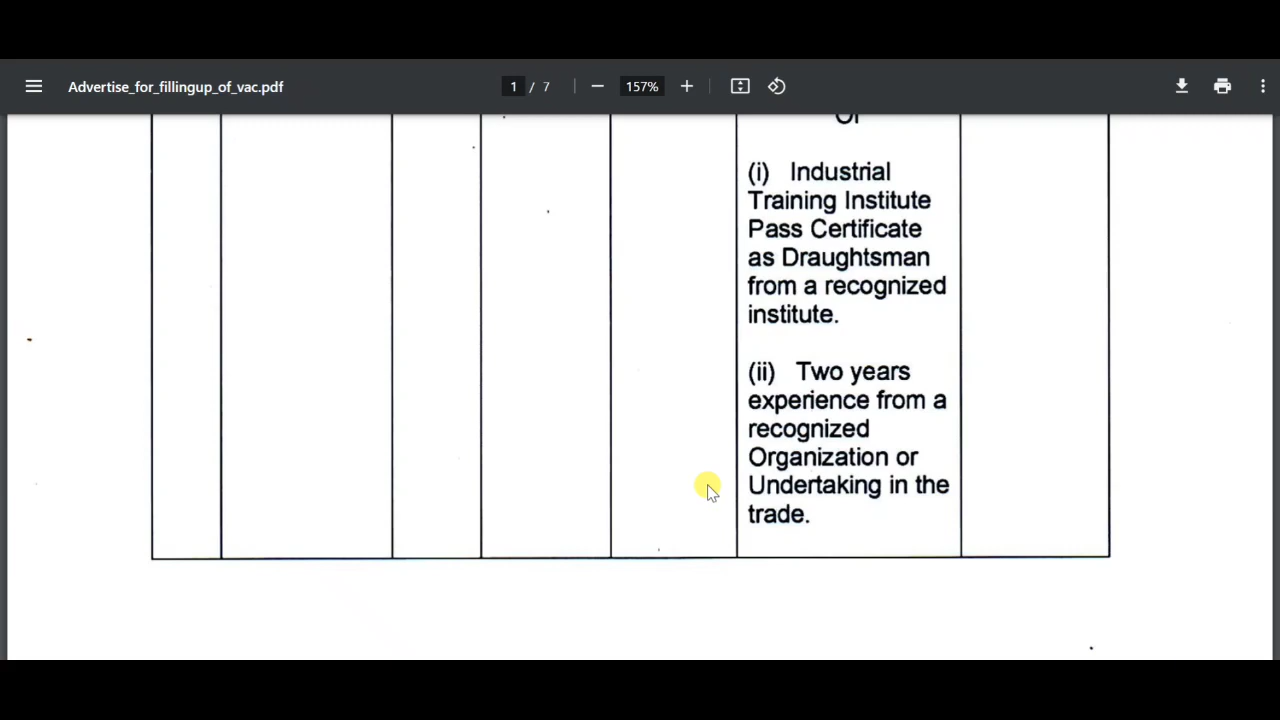 Advertise_for_fillingup_of_vac.pdf
1 / 7
157%
Or
(i) Industrial
Training Institute
Pass Certificate
as Draughtsman
from a recognized
institute.
(ii) Two years
experience from a
recognized
Organization or
Undertaking in the
trade.